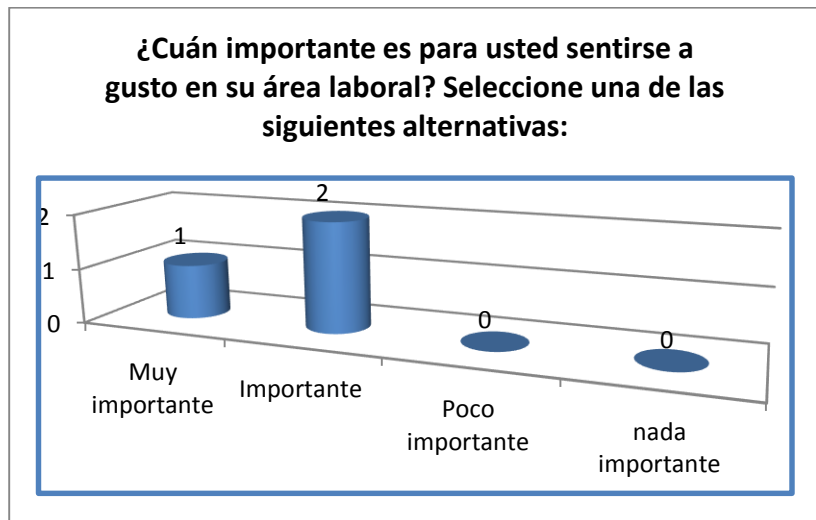 ¿Cuán importante es para usted sentirse a
gusto en su área laboral? Seleccione una de las
siguientes alternativas:
2
1
0
1
2
0
0
Muy
importante
Importante
Poco
importante
nada
importante